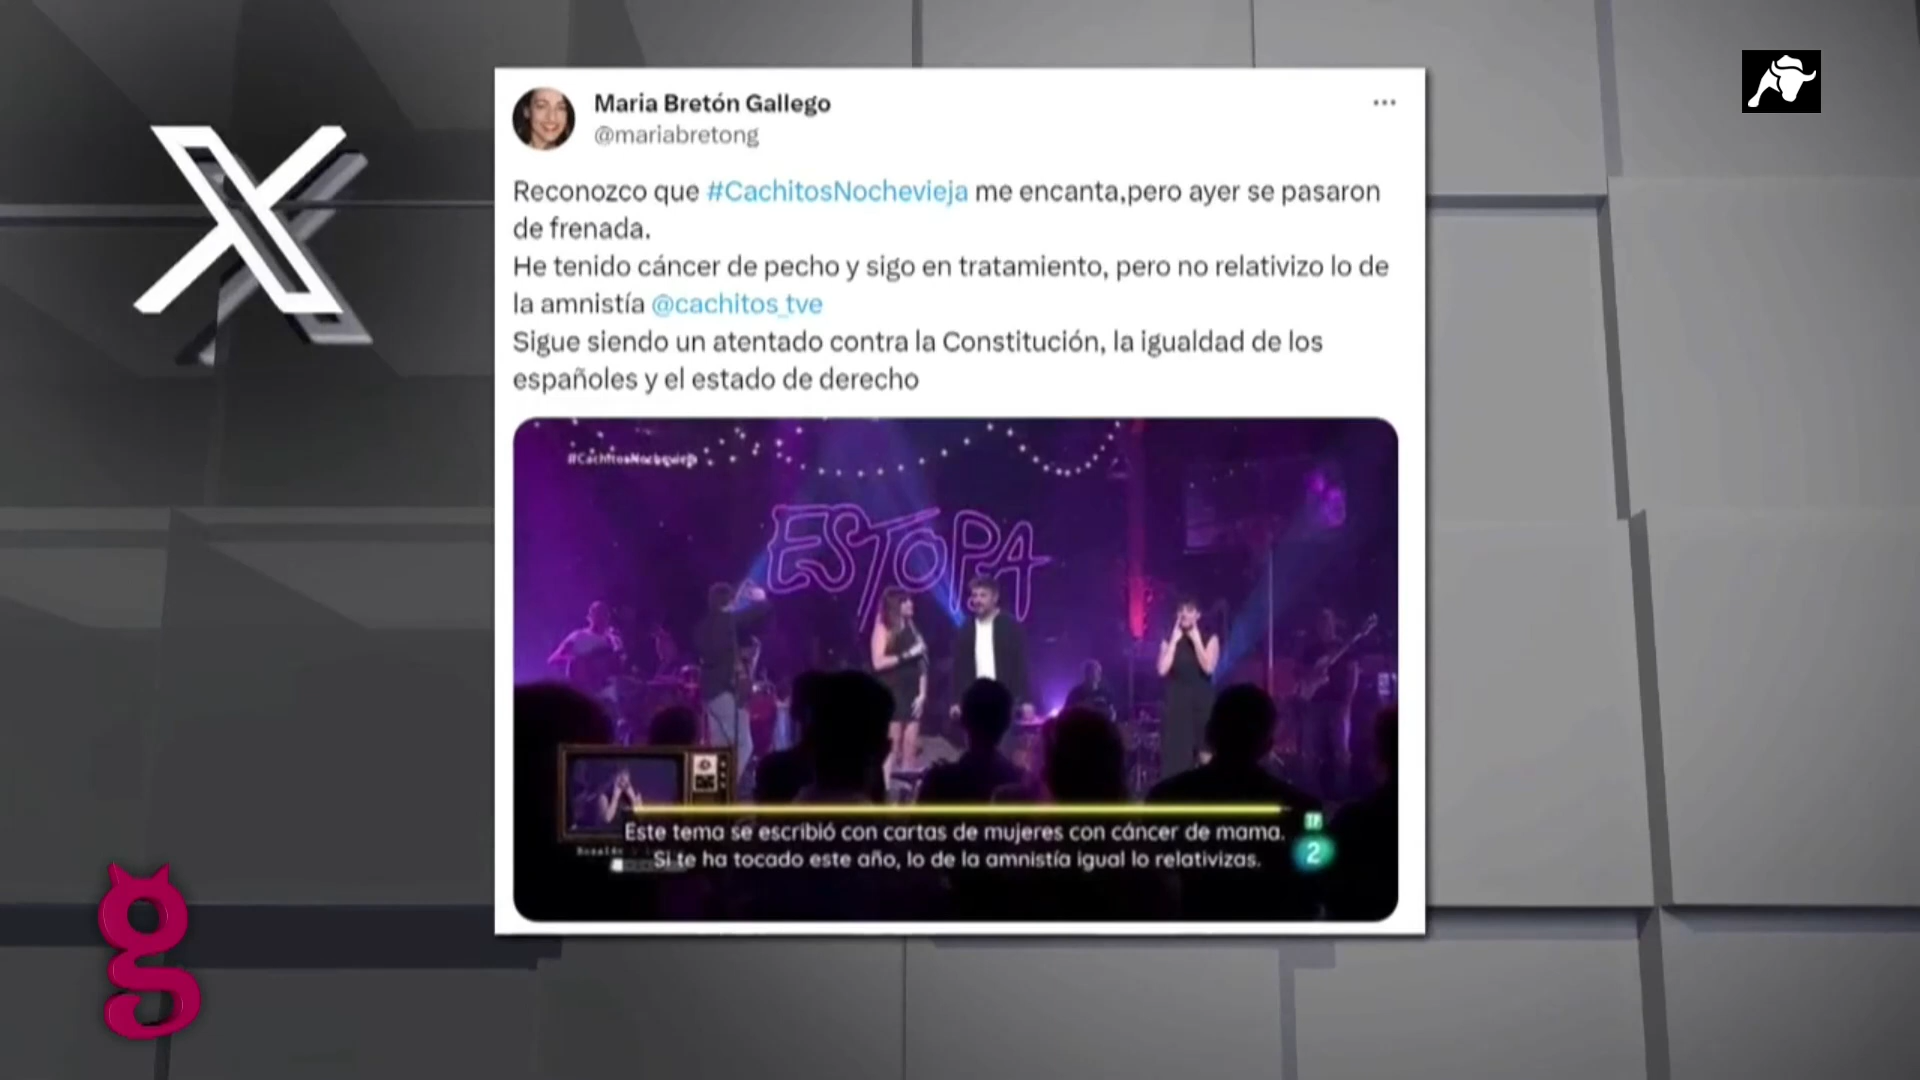 Maria Bretón Gallego
@mariabretong
Reconozco que #CachitosNochevieja me encanta,pero ayer se pasaron
de frenada.
He tenido cáncer de pecho y sigo en tratamiento, pero no relativizo lo de
la amnistía @cachitos_tve
Sigue siendo un atentado contra la Constitución, la igualdad de los
españoles y el estado de derecho
#CachitosNochevieja
ESTOPA
Este tema se escribió con cartas de mujeres con cáncer de mama.
Si te ha tocado este año, lo de la amnistía igual lo relativizas.
2
g